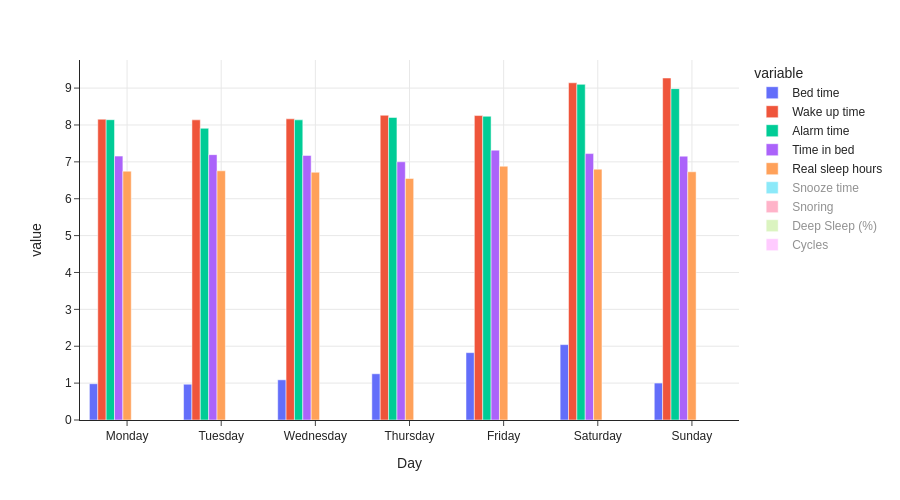 variable
Bed time
Wake up time
Alarm time
Time in bed
Real sleep hours
Snooze time
Snoring
Deep Sleep (%)
Cycles
value
9
8
7
6
5
4
3
2
1
0
Monday Tuesday Wednesday Thursday Friday Saturday Sunday
Day